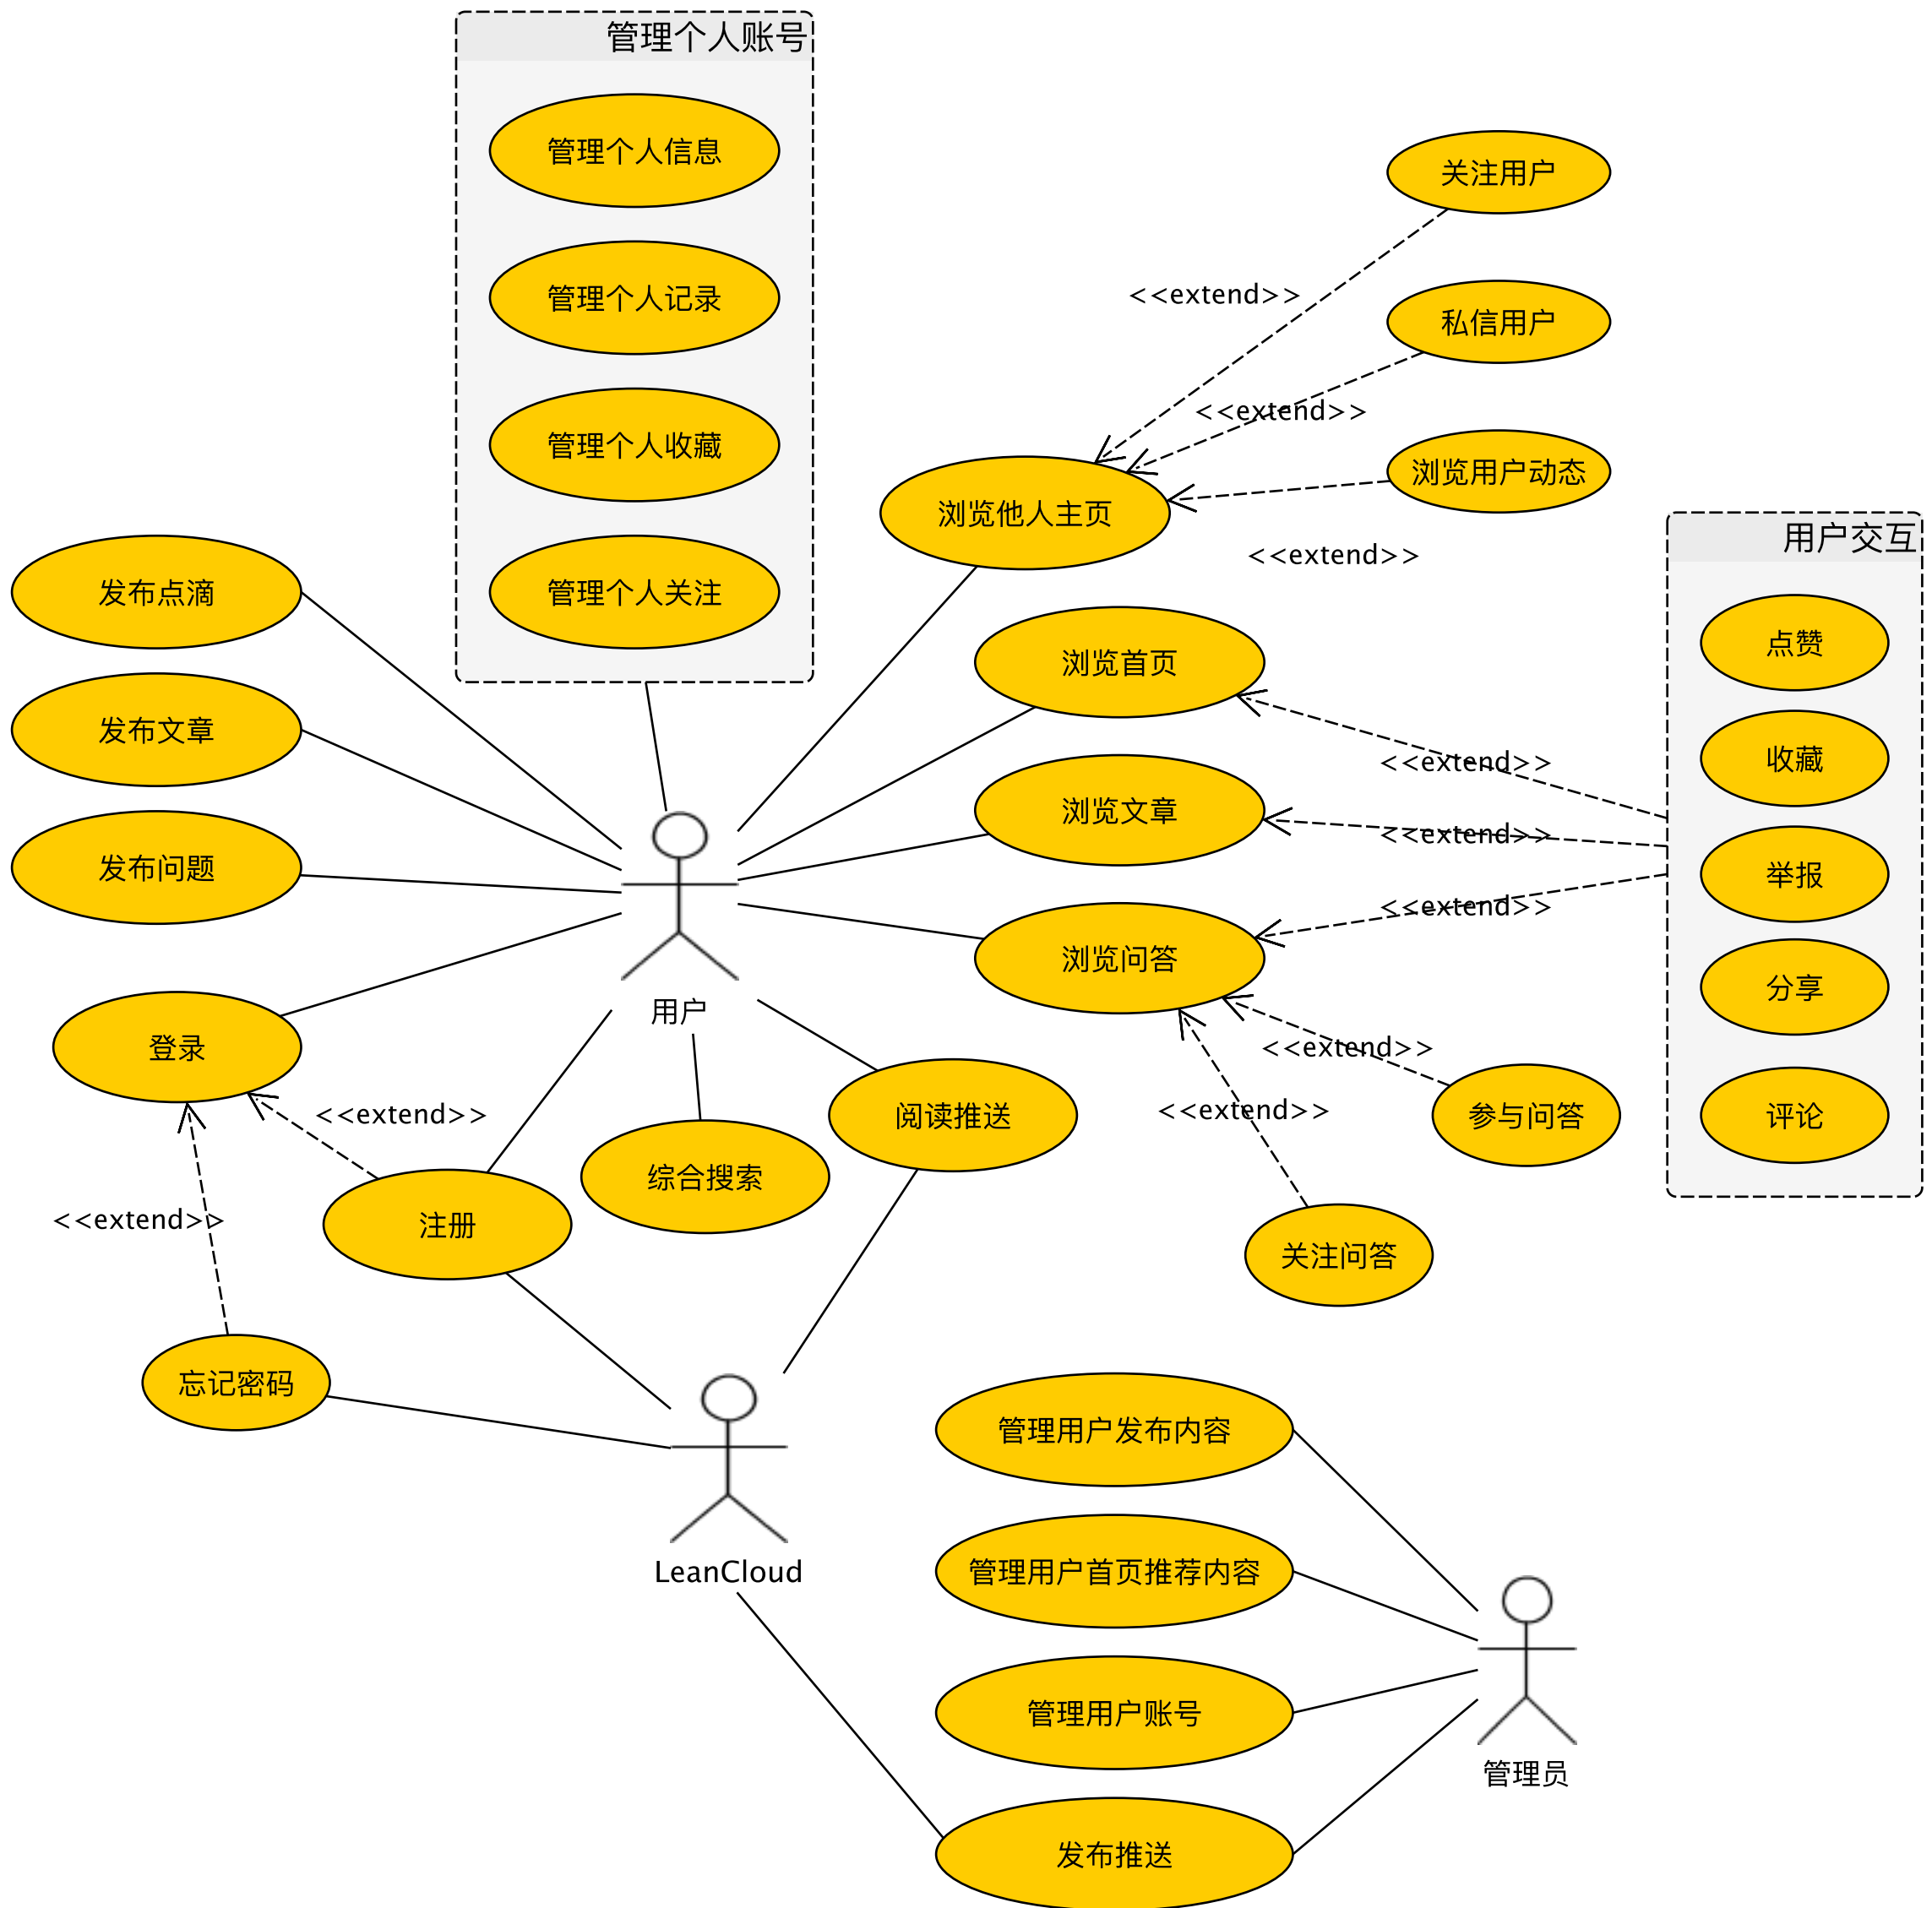 管理个人账号
管理个人信息
管理个人记录
管理个人收藏
管理个人关注
关注用户
<<extend>>
私信用户
<<extend>>
浏览用户动态
浏览他人主页
<<extend>>
用户交互
点赞
收藏
举报
分享
评论
发布点滴
发布文章
发布问题
浏览首页
<<extend>>
浏览文章
<<extend>>
<<extend>>
浏览问答
用户
登录
<<extend>>
<<extend>>
<<extend>>
阅读推送
参与问答
综合搜索
注册
<<extend>>
关注问答
忘记密码
LeanCloud
管理用户发布内容
管理用户首页推荐内容
管理用户账号
管理员
发布推送